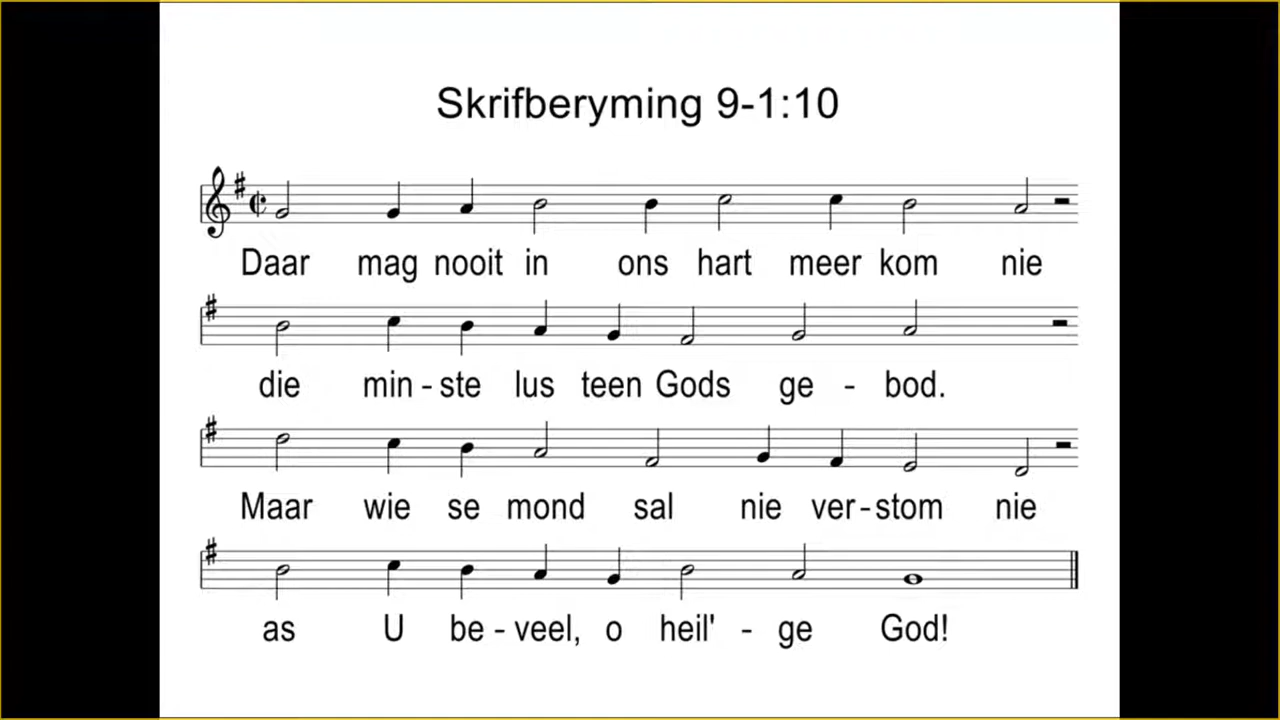 Skrifberyming 9-1:10
Daar mag nooit in ons hart meer kom nie
die min - ste lus teen Gods ge - bod.
Maar wie se mond sal nie ver - stom nie
as U be - veel, o heil' - ge God!